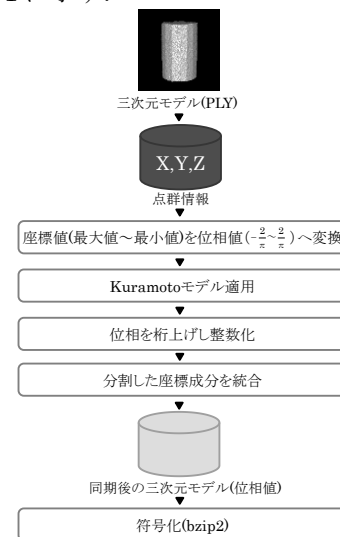 三次元モデル(PLY)
X,Y,Z
点群情報
座標値(最大値～最小値)を位相値(-2/π~2/π)へ変換
Kuramotoモデル適用
位相を桁上げし整数化
分割した座標成分を統合
同期後の三次元モデル(位相値)
符号化(bzip2)